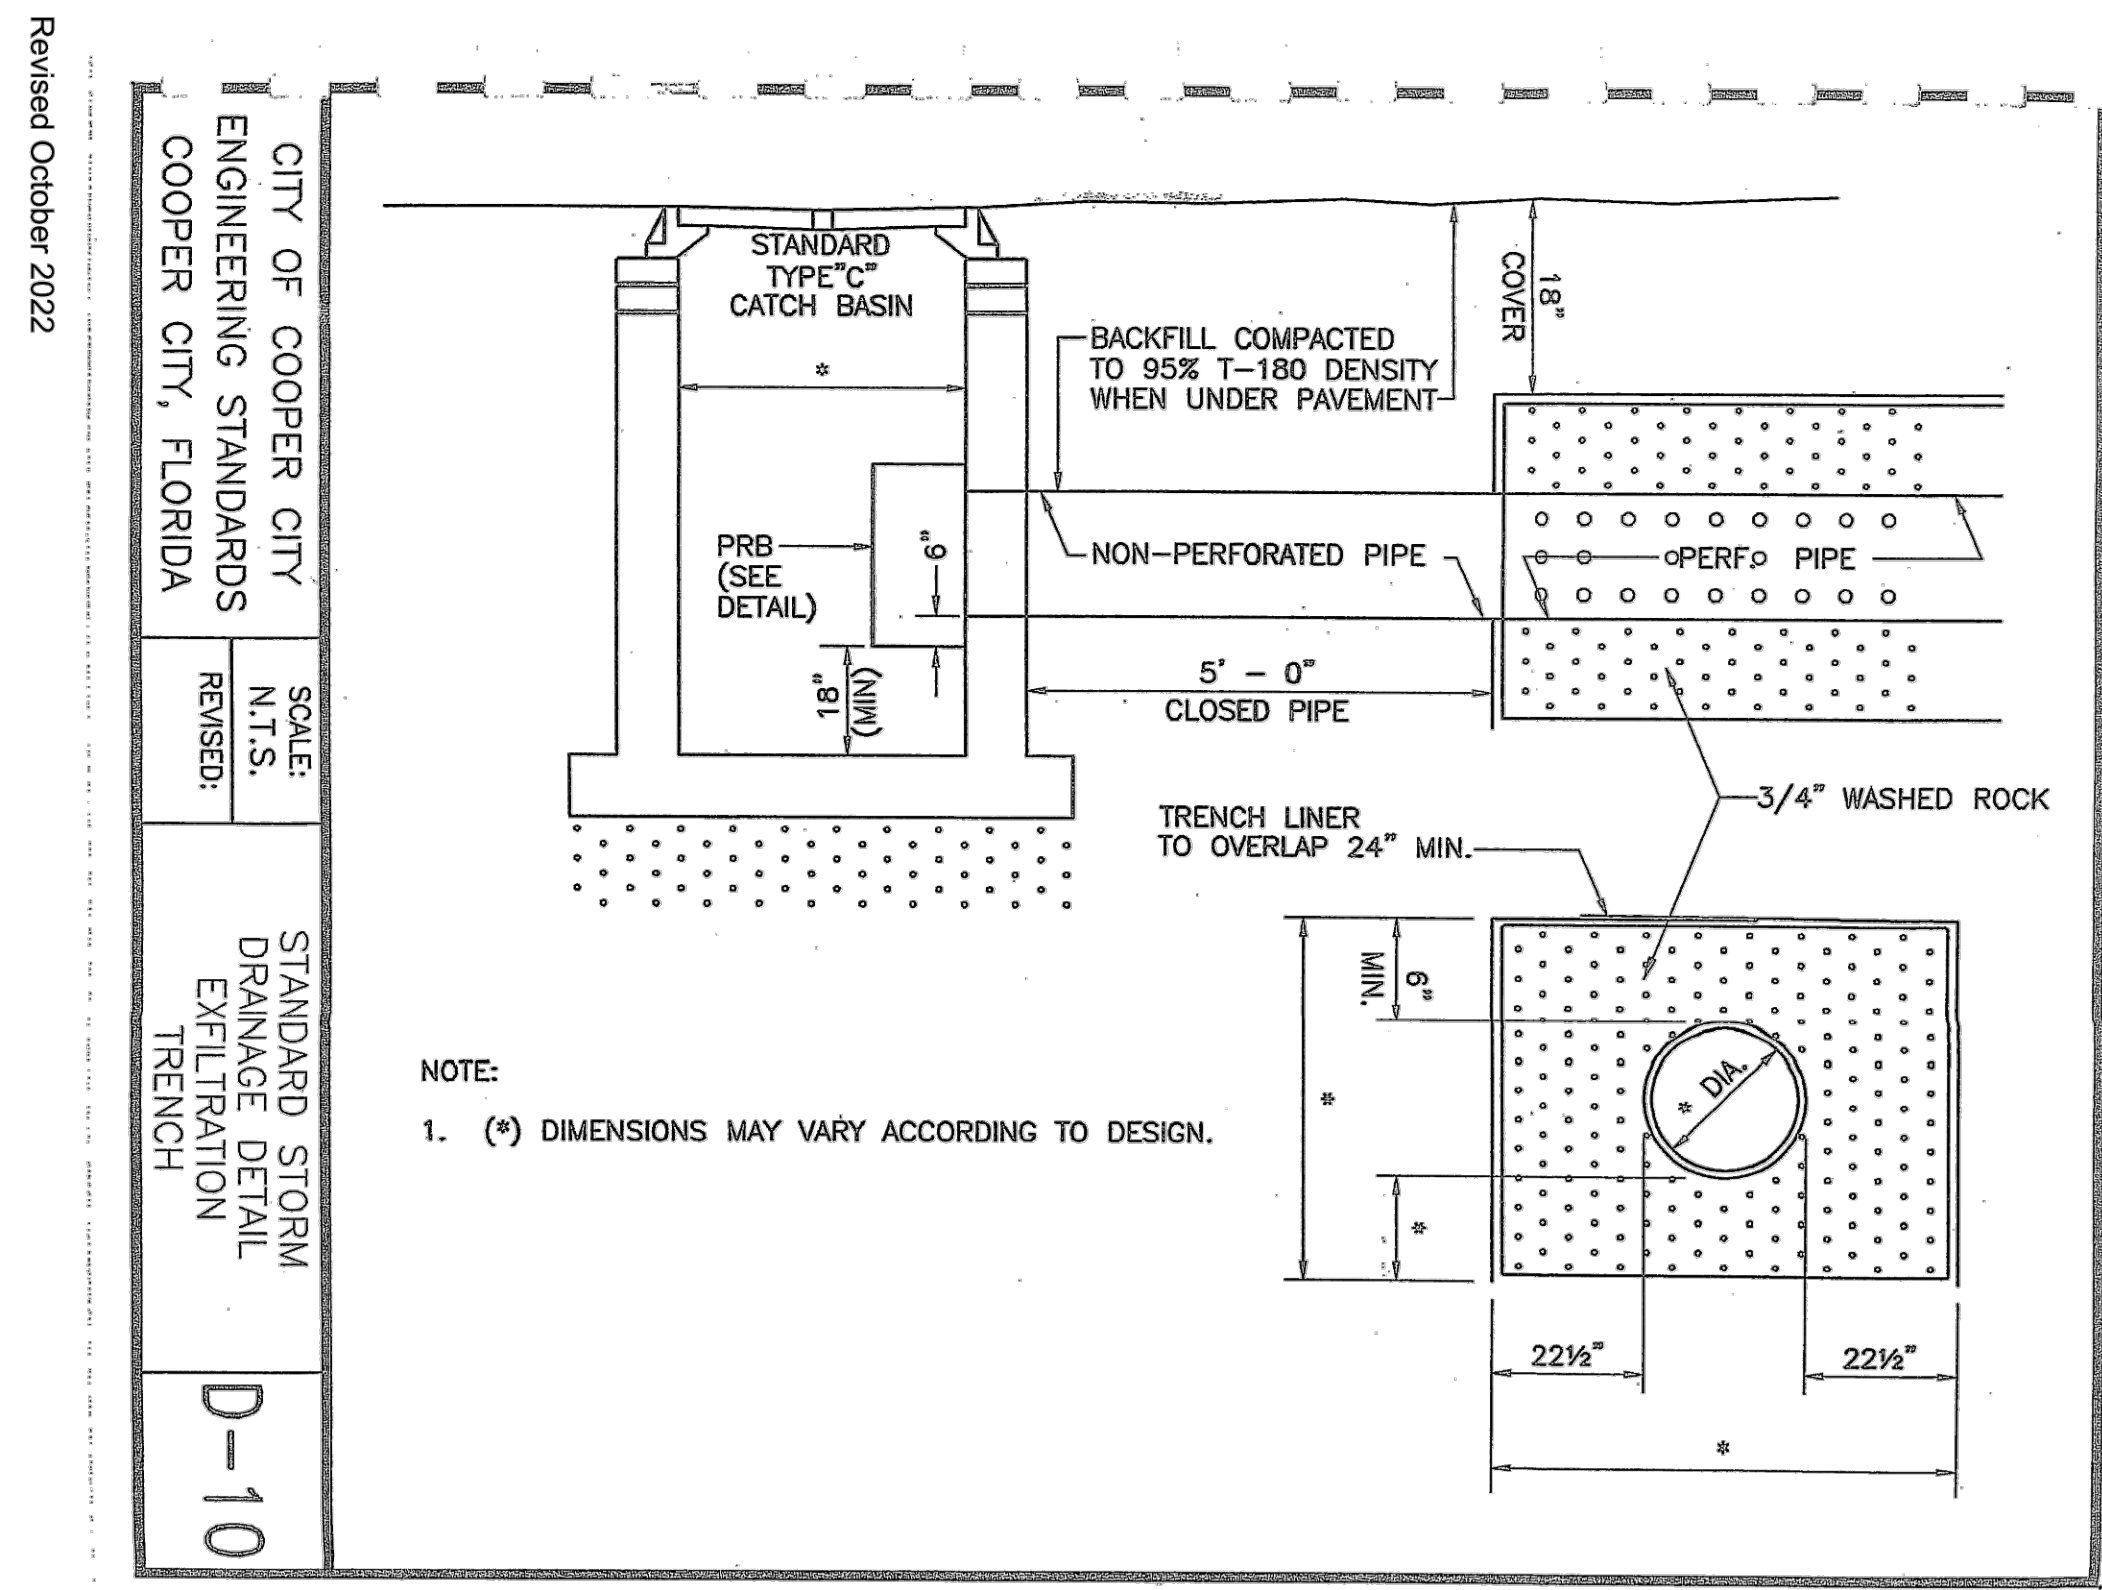 Revised October 2022
CITY OF COOPER CITY
ENGINEERING STANDARDS
COOPER CITY, FLORIDA
SCALE:
N.T.S.
REVISED:
STANDARD STORM
DRAINAGE DETAIL
EXFILTRATION
TRENCH
D-10
STANDARD
TYPE"C"
CATCH BASIN
*
BACKFILL COMPACTED
TO 95% T-180 DENSITY
WHEN UNDER PAVEMENT
18"
COVER
PRB
(SEE
DETAIL)
6"
18"
(MIN)
NON-PERFORATED PIPE
PERF. PIPE
5' - 0"
CLOSED PIPE
3/4" WASHED ROCK
TRENCH LINER
TO OVERLAP 24" MIN.
6"
MIN.
*
* DIA.
*
22½"
22½"
*
NOTE:
1. (*) DIMENSIONS MAY VARY ACCORDING TO DESIGN.